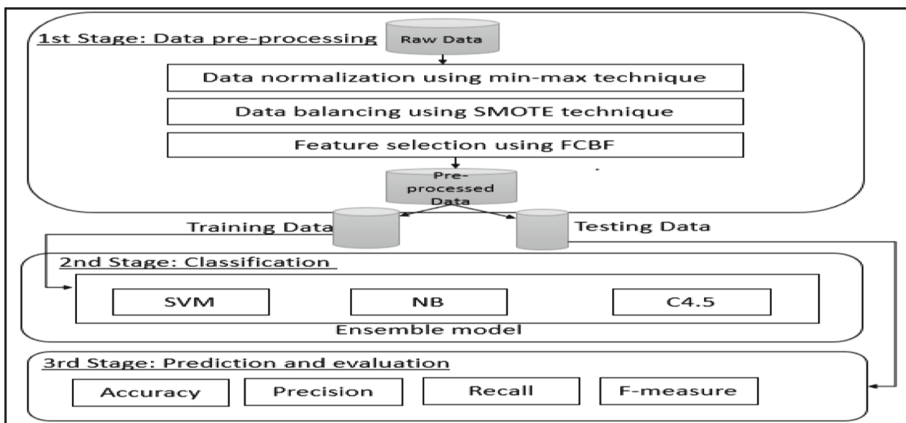 1st Stage: Data pre-processing
Raw Data
Data normalization using min-max technique
Data balancing using SMOTE technique
Feature selection using FCBF
Pre-
processed
Data
Training Data
Testing Data
2nd Stage: Classification
SVM
NB
C4.5
Ensemble model
3rd Stage: Prediction and evaluation
Accuracy
Precision
Recall
F-measure